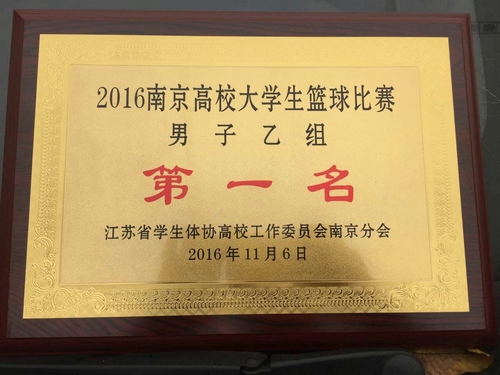 2016南京高校大学生篮球比赛
男子乙组
第一名
江苏省学生体协高校工作委员会南京分会
2016年11月6日